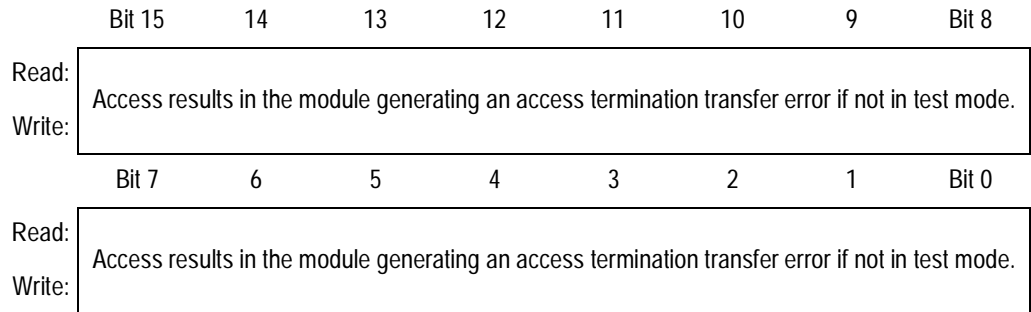 Bit 15 14 13 12 11 10 9 Bit 8
Read:
Access results in the module generating an access termination transfer error if not in test mode.
Write:
Bit 7 6 5 4 3 2 1 Bit 0
Read:
Access results in the module generating an access termination transfer error if not in test mode.
Write: